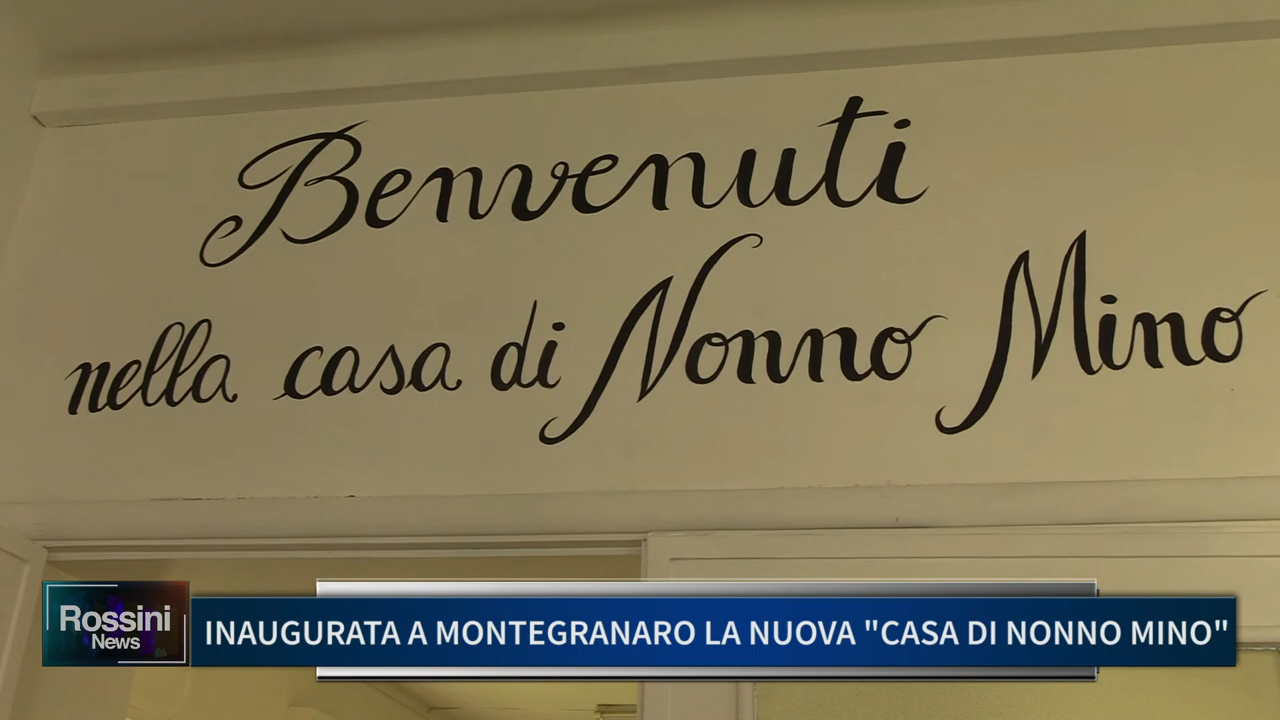 Benvenuti
nella casa di Nonno Mino
Rossini
News
INAUGURATA A MONTEGRANARO LA NUOVA "CASA DI NONNO MINO"